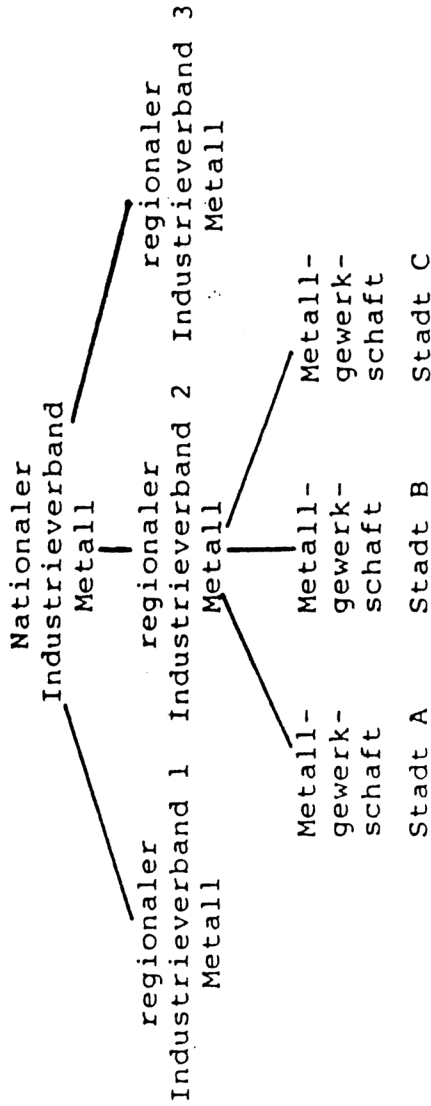 Nationaler
Industrieverband
Metall
regionaler
Industrieverband 1
Metall
regionaler
Industrieverband 2
Metall
regionaler
Industrieverband 3
Metall
Metall-
gewerk-
schaft
Stadt A
Metall-
gewerk-
schaft
Stadt B
Metall-
gewerk-
schaft
Stadt C